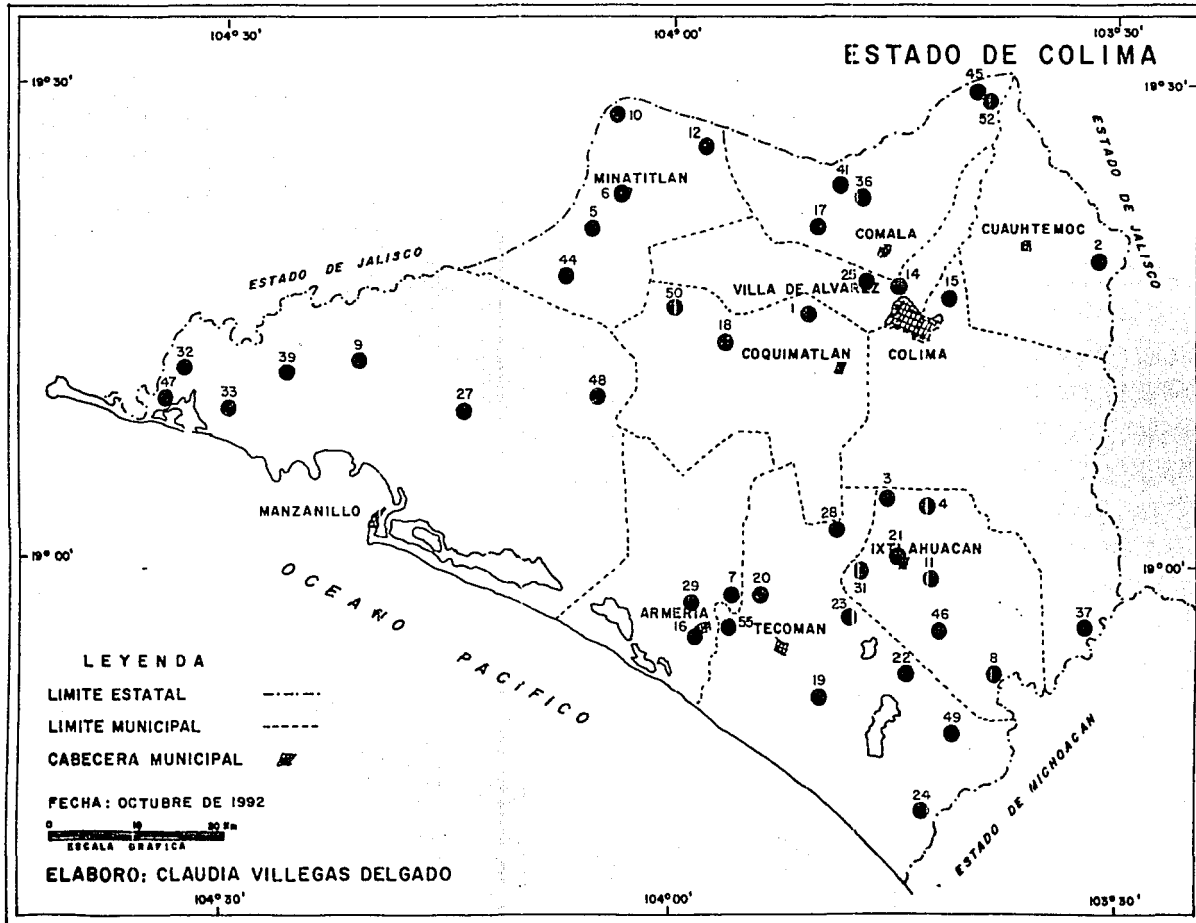 104° 30'
104° 00'
103° 30'
ESTADO DE COLIMA
19° 30'
19° 30'
45
52
10
12
ESTADO DE JALISCO
41
36
MINATITLAN
6
5
17
COMALA
CUAUHTEMOC
2
ESTADO DE JALISCO
44
25
14
15
VILLA DE ALVAREZ
50
1
18
COQUIMATLAN
COLIMA
9
32
39
47
33
27
48
3
4
MANZANILLO
28
21
IXTLAHUACAN
11
31
19° 00'
19° 00'
OCEAÑO PACIFICO
29
7
20
23
ARMERIA
16
55
TECOMAN
46
37
22
8
19
49
24
ESTADO DE MICHOACAN
LEYENDA
LIMITE ESTATAL
LIMITE MUNICIPAL
CABECERA MUNICIPAL
FECHA: OCTUBRE DE 1992
0 10 20 Km
ESCALA GRAFICA
ELABORO: CLAUDIA VILLEGAS DELGADO
104° 30'
104° 00'
103° 30'